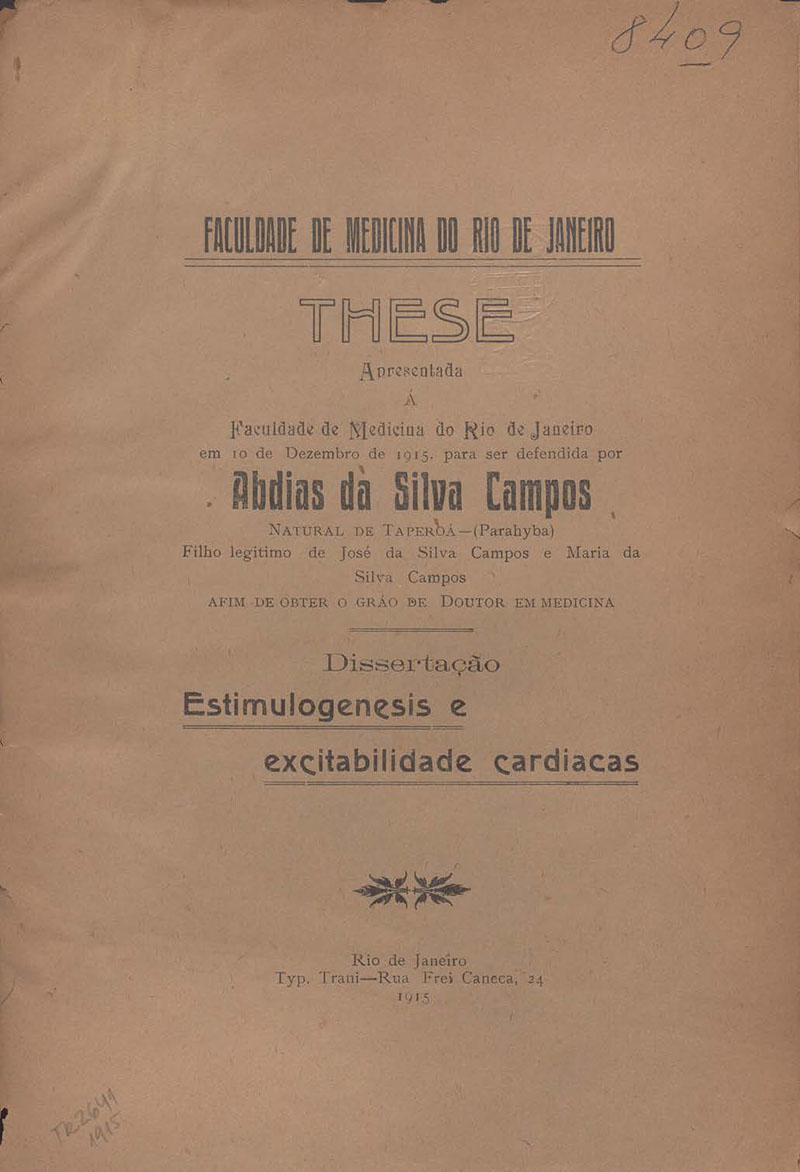 8409
FACULDADE DE MEDICINA DO RIO DE JANEIRO
THESE
Apresentada
Á
Faculdade de Medicina do Rio de Janeiro
em 10 de Dezembro de 1915. para ser defendida por
Abdias da Silva Campos
NATURAL DE TAPEROÁ—(Parahyba)
Filho legitimo de José da Silva Campos e Maria da
Silva Campos
AFIM DE OBTER O GRÁO DE DOUTOR EM MEDICINA
Dissertação
Estimulogenesis e
excitabilidade cardiacas
Rio de Janeiro
Typ. Trani—Rua Frei Caneca, 24
1915
TR2644
1915